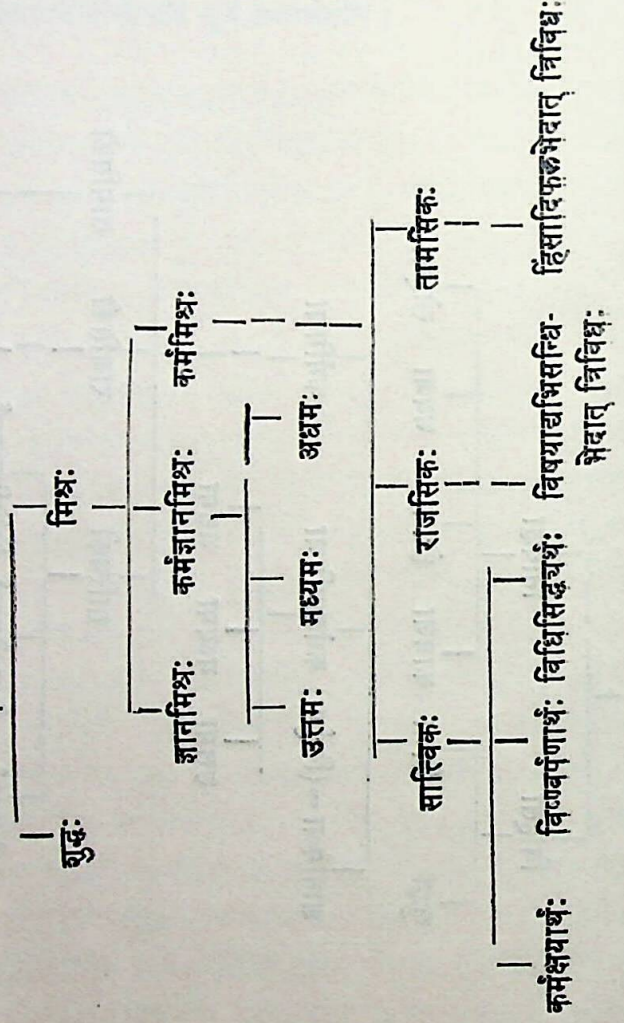 शुद्धः मिश्रः
ज्ञानमिश्रः कर्मज्ञानमिश्रः कर्ममिश्रः
उत्तमः मध्यमः अधमः
सात्त्विकः राजसिकः तामसिकः
कर्मक्षयार्थः विष्ण्वर्पणार्थः विधिसिद्ध्यर्थः विषयाद्यभिसन्धि- हिंसादिफलभेदात् त्रिविधः
भेदात् त्रिविधः